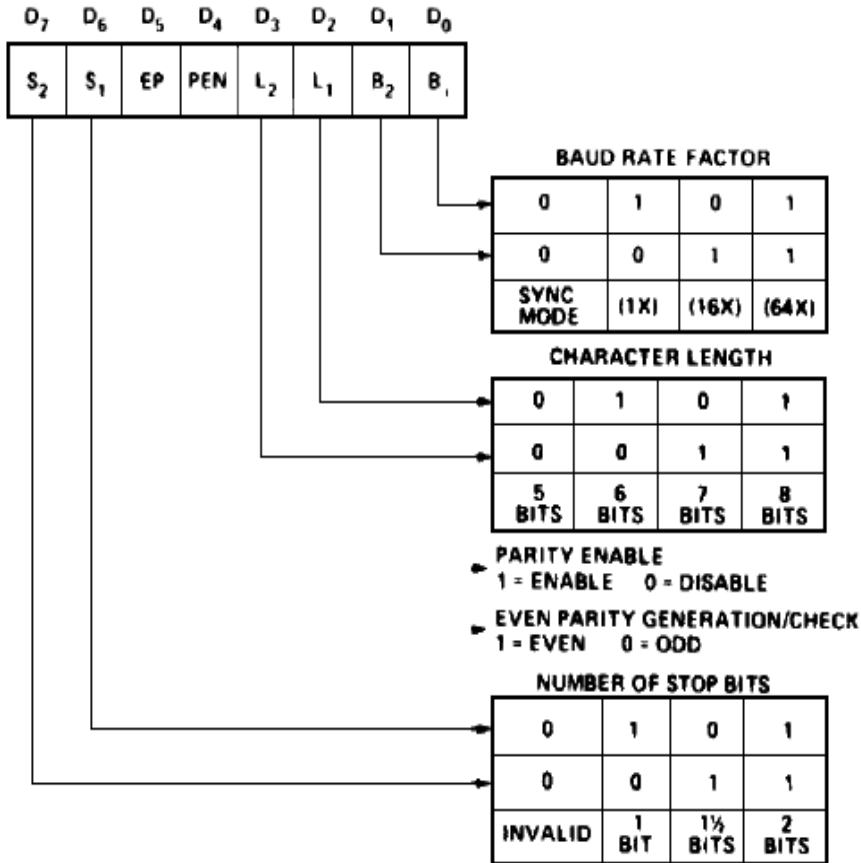 D7 D6 D5 D4 D3 D2 D1 D0
S2 S1 EP PEN L2 L1 B2 B1
BAUD RATE FACTOR
0 1 0 1
0 0 1 1
SYNC MODE (1X) (16X) (64X)
CHARACTER LENGTH
0 1 0 1
0 0 1 1
5 BITS 6 BITS 7 BITS 8 BITS
PARITY ENABLE
1 = ENABLE 0 = DISABLE
EVEN PARITY GENERATION/CHECK
1 = EVEN 0 = ODD
NUMBER OF STOP BITS
0 1 0 1
0 0 1 1
INVALID 1 BIT 1½ BITS 2 BITS